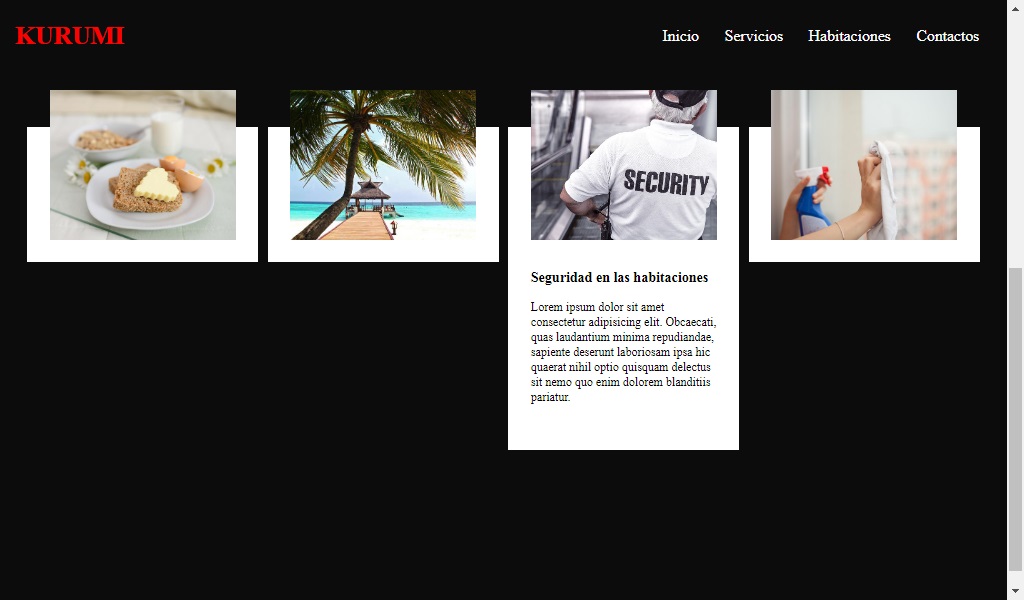 KURUMI
Inicio Servicios Habitaciones Contactos
SECURITY
Seguridad en las habitaciones
Lorem ipsum dolor sit amet
consectetur adipisicing elit. Obcaecati,
quas laudantium minima repudiandae,
sapiente deserunt laboriosam ipsa hic
quaerat nihil optio quisquam delectus
sit nemo quo enim dolorem blanditiis
pariatur.